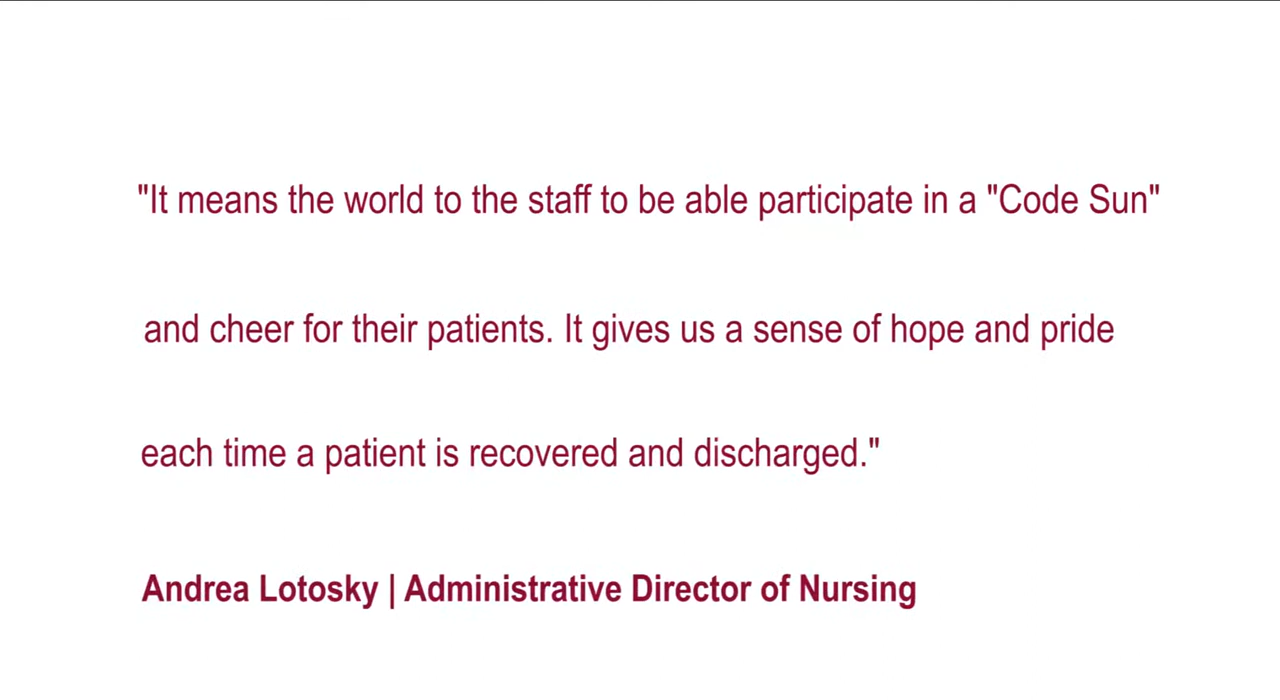 "It means the world to the staff to be able participate in a "Code Sun"
and cheer for their patients. It gives us a sense of hope and pride
each time a patient is recovered and discharged."
Andrea Lotosky | Administrative Director of Nursing